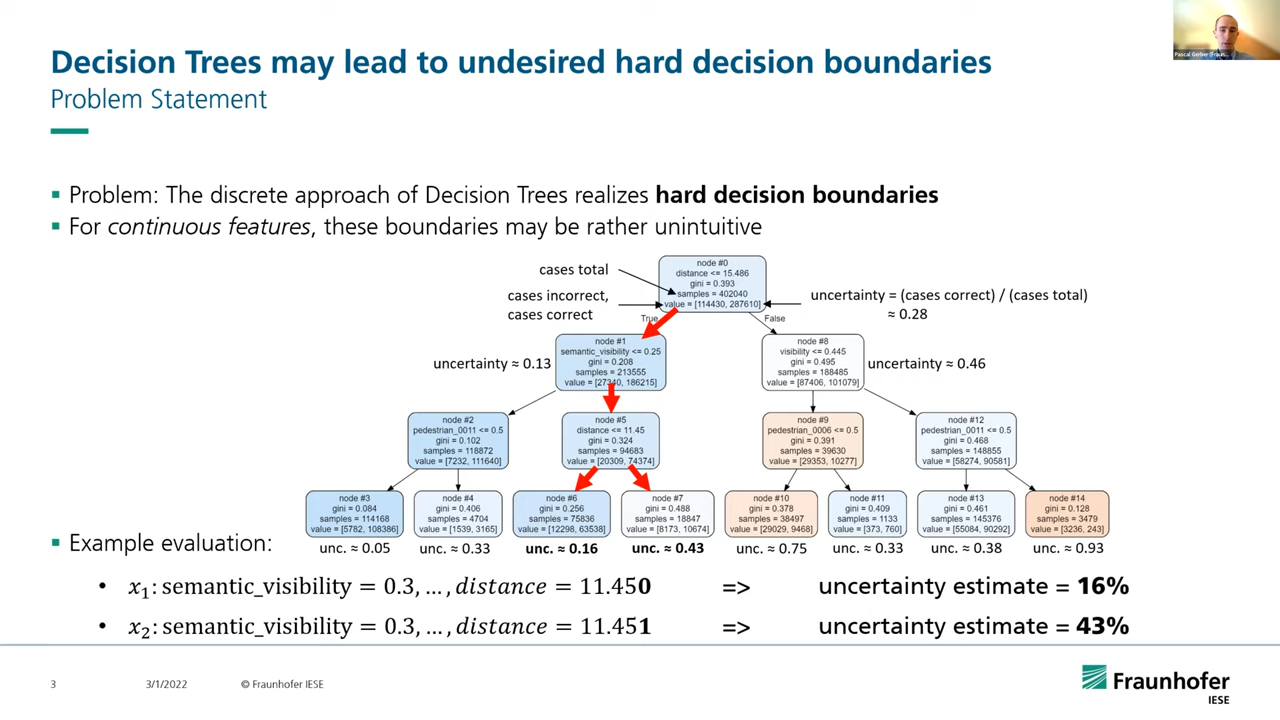 Decision Trees may lead to undesired hard decision boundaries
Problem Statement
▪ Problem: The discrete approach of Decision Trees realizes hard decision boundaries
▪ For continuous features, these boundaries may be rather unintuitive
cases total
cases incorrect,
cases correct
node #0
distance <= 15.486
gini = 0.393
samples = 402040
value = [114430, 287610]
uncertainty = (cases correct) / (cases total)
≈ 0.28
True
False
uncertainty ≈ 0.13
node #1
semantic_visibility <= 0.25
gini = 0.208
samples = 213555
value = [27340, 186215]
node #8
visibility <= 0.445
gini = 0.495
samples = 188485
value = [87406, 101079]
uncertainty ≈ 0.46
node #2
pedestrian_0011 <= 0.5
gini = 0.102
samples = 118872
value = [7232, 111640]
node #5
distance <= 11.45
gini = 0.324
samples = 94683
value = [20309, 74374]
node #9
pedestrian_0006 <= 0.5
gini = 0.391
samples = 39630
value = [29353, 10277]
node #12
pedestrian_0011 <= 0.5
gini = 0.468
samples = 148855
value = [58274, 90581]
node #3
gini = 0.084
samples = 114168
value = [5782, 108386]
unc. ≈ 0.05
node #4
gini = 0.406
samples = 4704
value = [1539, 3165]
unc. ≈ 0.33
node #6
gini = 0.256
samples = 75836
value = [12298, 63538]
unc. ≈ 0.16
node #7
gini = 0.488
samples = 18847
value = [8173, 10674]
unc. ≈ 0.43
node #10
gini = 0.378
samples = 38497
value = [29029, 9468]
unc. ≈ 0.75
node #11
gini = 0.409
samples = 1133
value = [373, 760]
unc. ≈ 0.33
node #13
gini = 0.461
samples = 145376
value = [55084, 90292]
unc. ≈ 0.38
node #14
gini = 0.128
samples = 3479
value = [3236, 243]
unc. ≈ 0.93
▪ Example evaluation:
• x₁: semantic_visibility = 0.3, … , distance = 11.450 => uncertainty estimate = 16%
• x₂: semantic_visibility = 0.3, … , distance = 11.451 => uncertainty estimate = 43%
3 3/1/2022 © Fraunhofer IESE
Fraunhofer
IESE
Pascal Gerber